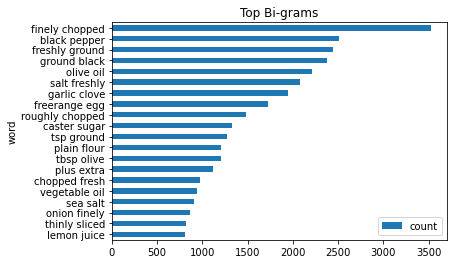 Top Bi-grams
finely chopped
black pepper
freshly ground
ground black
olive oil
salt freshly
garlic clove
freerange egg
roughly chopped
caster sugar
tsp ground
plain flour
tbsp olive
plus extra
chopped fresh
vegetable oil
sea salt
onion finely
thinly sliced
lemon juice
word
count
0 500 1000 1500 2000 2500 3000 3500